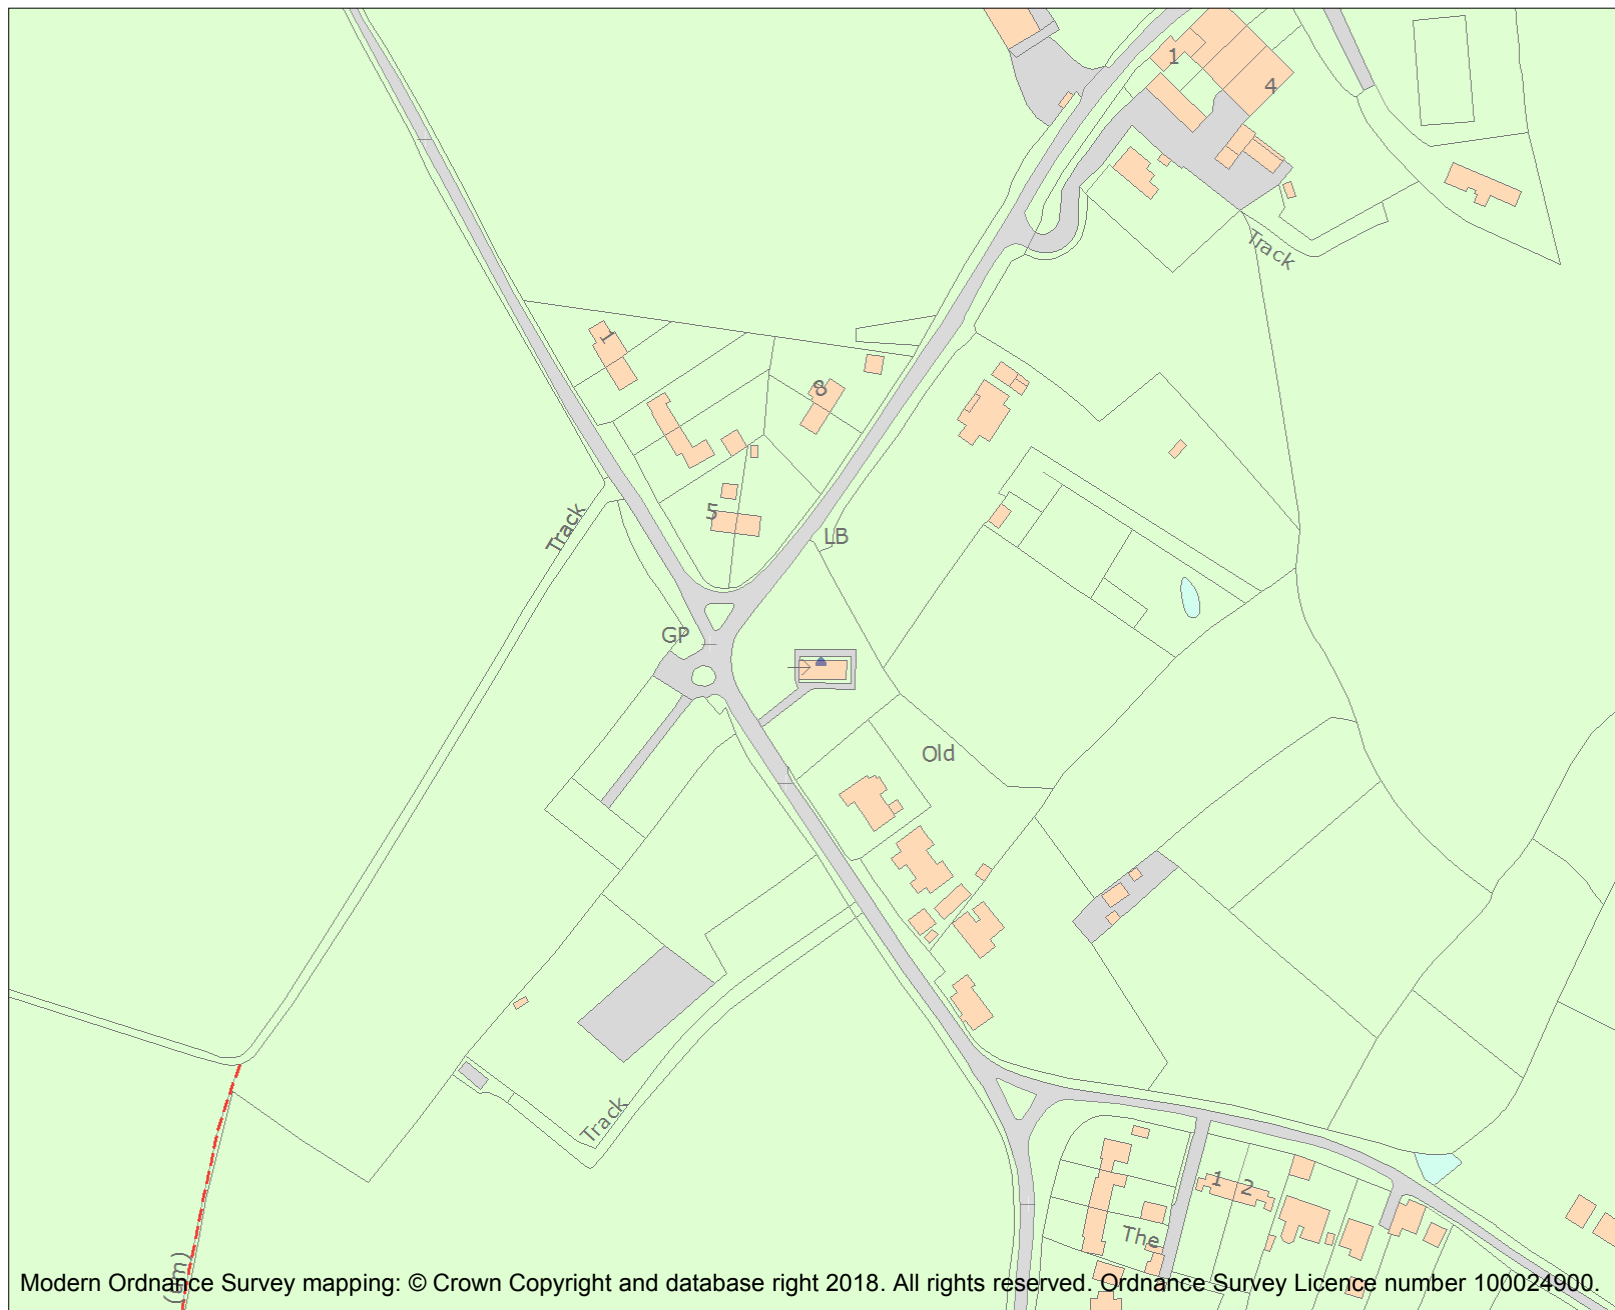 1
4
Track
1
8
Track
5
LB
GP
Old
Track
1 2
The
(um)
Modern Ordnance Survey mapping: © Crown Copyright and database right 2018. All rights reserved. Ordnance Survey Licence number 100024900.